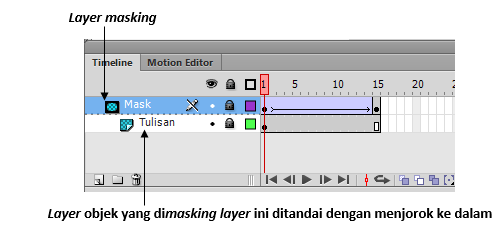 Layer masking
Timeline Motion Editor
1 5 10 15 20
Mask
Tulisan
Layer objek yang dimasking layer ini ditandai dengan menjorok ke dalam